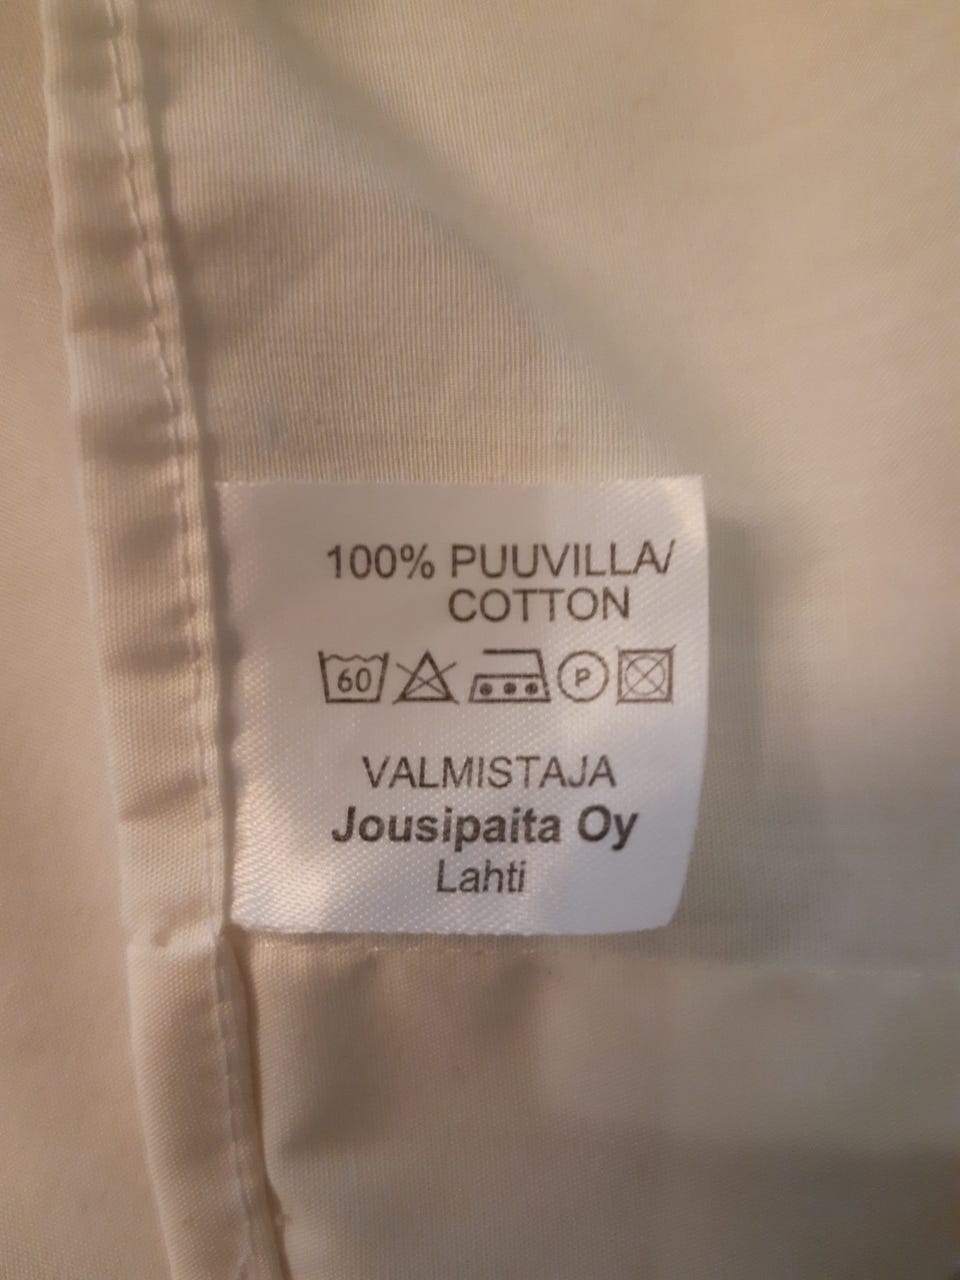 100% PUUVILLA/
COTTON
60 P
VALMISTAJA
Jousipaita Oy
Lahti